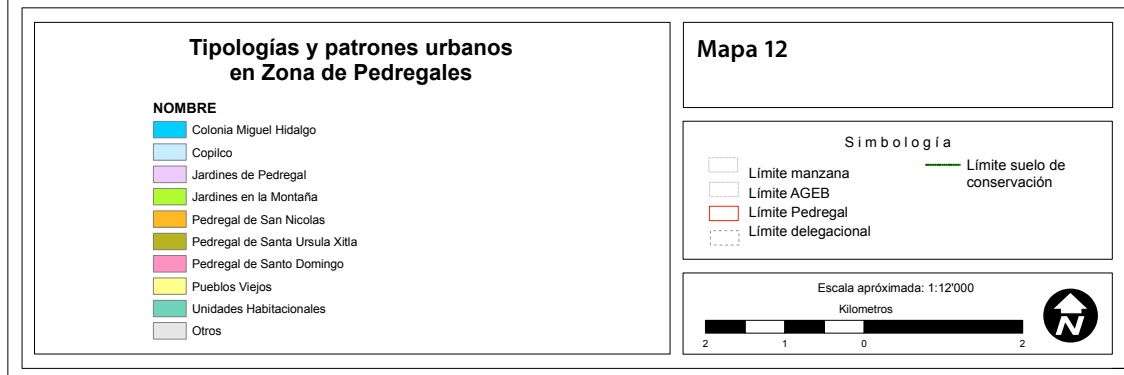 Tipologías y patrones urbanos
en Zona de Pedregales
NOMBRE
Colonia Miguel Hidalgo
Copilco
Jardines de Pedregal
Jardines en la Montaña
Pedregal de San Nicolas
Pedregal de Santa Ursula Xitla
Pedregal de Santo Domingo
Pueblos Viejos
Unidades Habitacionales
Otros
Mapa 12
Simbología
Límite manzana
Límite AGEB
Límite Pedregal
Límite delegacional
Límite suelo de
conservación
Escala apróximada: 1:12'000
Kilometros
2 1 0 2
N